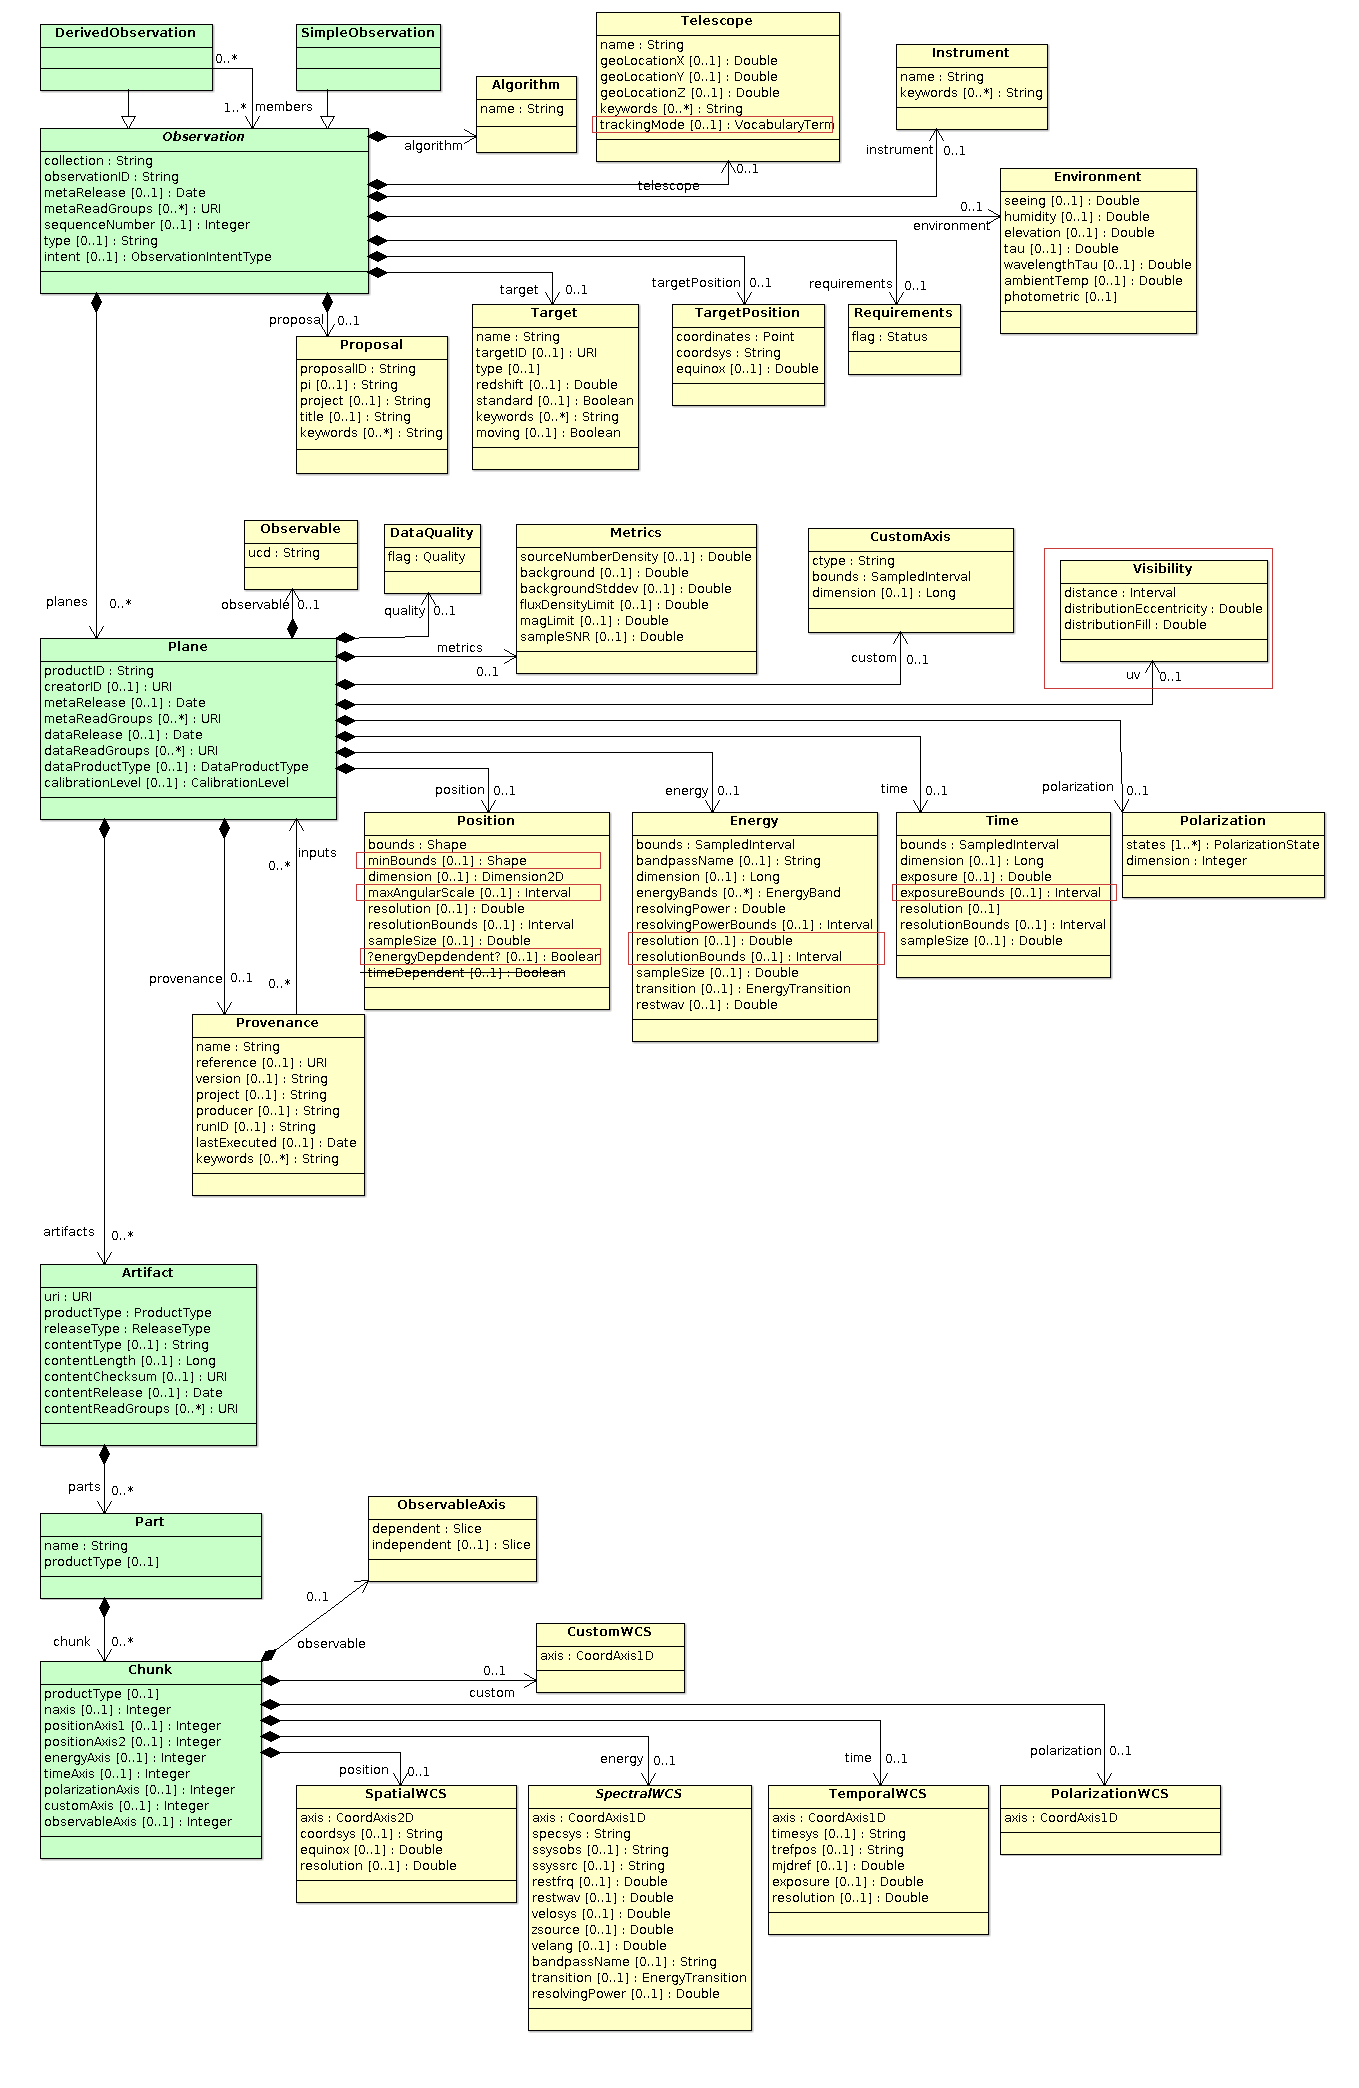 DerivedObservation
0..*
1..*
members
SimpleObservation
Observation
collection : String
observationID : String
metaRelease [0..1] : Date
metaReadGroups [0..*] : URI
sequenceNumber [0..1] : Integer
type [0..1] : String
intent [0..1] : ObservationIntentType
Algorithm
name : String
algorithm
Telescope
name : String
geoLocationX [0..1] : Double
geoLocationY [0..1] : Double
geoLocationZ [0..1] : Double
keywords [0..*] : String
trackingMode [0..1] : VocabularyTerm
0..1
telescope
Instrument
name : String
keywords [0..*] : String
instrument
0..1
Environment
seeing [0..1] : Double
humidity [0..1] : Double
elevation [0..1] : Double
tau [0..1] : Double
wavelengthTau [0..1] : Double
ambientTemp [0..1] : Double
photometric [0..1]
0..1
environment
target
0..1
targetPosition
0..1
requirements
0..1
proposal
0..1
Proposal
proposalID : String
pi [0..1] : String
project [0..1] : String
title [0..1] : String
keywords [0..*] : String
Target
name : String
targetID [0..1] : URI
type [0..1]
redshift [0..1] : Double
standard [0..1] : Boolean
keywords [0..*] : String
moving [0..1] : Boolean
TargetPosition
coordinates : Point
coordsys : String
equinox [0..1] : Double
Requirements
flag : Status
planes
0..*
Observable
ucd : String
observable
0..1
DataQuality
flag : Quality
quality
0..1
Metrics
sourceNumberDensity [0..1] : Double
background [0..1] : Double
backgroundStddev [0..1] : Double
fluxDensityLimit [0..1] : Double
magLimit [0..1] : Double
sampleSNR [0..1] : Double
metrics
0..1
CustomAxis
ctype : String
bounds : SampledInterval
dimension [0..1] : Long
custom
0..1
Visibility
distance : Interval
distributionEccentricity : Double
distributionFill : Double
uv
0..1
Plane
productID : String
creatorID [0..1] : URI
metaRelease [0..1] : Date
metaReadGroups [0..*] : URI
dataRelease [0..1] : Date
dataReadGroups [0..*] : URI
dataProductType [0..1] : DataProductType
calibrationLevel [0..1] : CalibrationLevel
position
0..1
energy
0..1
time
0..1
polarization
0..1
inputs
0..*
0..*
provenance
0..1
Position
bounds : Shape
minBounds [0..1] : Shape
dimension [0..1] : Dimension2D
maxAngularScale [0..1] : Interval
resolution [0..1] : Double
resolutionBounds [0..1] : Interval
sampleSize [0..1] : Double
?energyDepdendent? [0..1] : Boolean
timeDependent [0..1] : Boolean
Energy
bounds : SampledInterval
bandpassName [0..1] : String
dimension [0..1] : Long
energyBands [0..*] : EnergyBand
resolvingPower : Double
resolvingPowerBounds [0..1] : Interval
resolution [0..1] : Double
resolutionBounds [0..1] : Interval
sampleSize [0..1] : Double
transition [0..1] : EnergyTransition
restwav [0..1] : Double
Time
bounds : SampledInterval
dimension [0..1] : Long
exposure [0..1] : Double
exposureBounds [0..1] : Interval
resolution [0..1]
resolutionBounds [0..1] : Interval
sampleSize [0..1] : Double
Polarization
states [1..*] : PolarizationState
dimension : Integer
Provenance
name : String
reference [0..1] : URI
version [0..1] : String
project [0..1] : String
producer [0..1] : String
runID [0..1] : String
lastExecuted [0..1] : Date
keywords [0..*] : String
artifacts
0..*
Artifact
uri : URI
productType : ProductType
releaseType : ReleaseType
contentType [0..1] : String
contentLength [0..1] : Long
contentChecksum [0..1] : URI
contentRelease [0..1] : Date
contentReadGroups [0..*] : URI
parts
0..*
Part
name : String
productType [0..1]
chunk
0..*
ObservableAxis
dependent : Slice
independent [0..1] : Slice
0..1
observable
CustomWCS
axis : CoordAxis1D
0..1
custom
Chunk
productType [0..1]
naxis [0..1] : Integer
positionAxis1 [0..1] : Integer
positionAxis2 [0..1] : Integer
energyAxis [0..1] : Integer
timeAxis [0..1] : Integer
polarizationAxis [0..1] : Integer
customAxis [0..1] : Integer
observableAxis [0..1] : Integer
position
0..1
energy
0..1
time
0..1
polarization
0..1
SpatialWCS
axis : CoordAxis2D
coordsys [0..1] : String
equinox [0..1] : Double
resolution [0..1] : Double
SpectralWCS
axis : CoordAxis1D
specsys : String
ssysobs [0..1] : String
ssyssrc [0..1] : String
restfrq [0..1] : Double
restwav [0..1] : Double
velosys [0..1] : Double
zsource [0..1] : Double
velang [0..1] : Double
bandpassName [0..1] : String
transition [0..1] : EnergyTransition
resolvingPower [0..1] : Double
TemporalWCS
axis : CoordAxis1D
timesys [0..1] : String
trefpos [0..1] : String
mjdref [0..1] : Double
exposure [0..1] : Double
resolution [0..1] : Double
PolarizationWCS
axis : CoordAxis1D